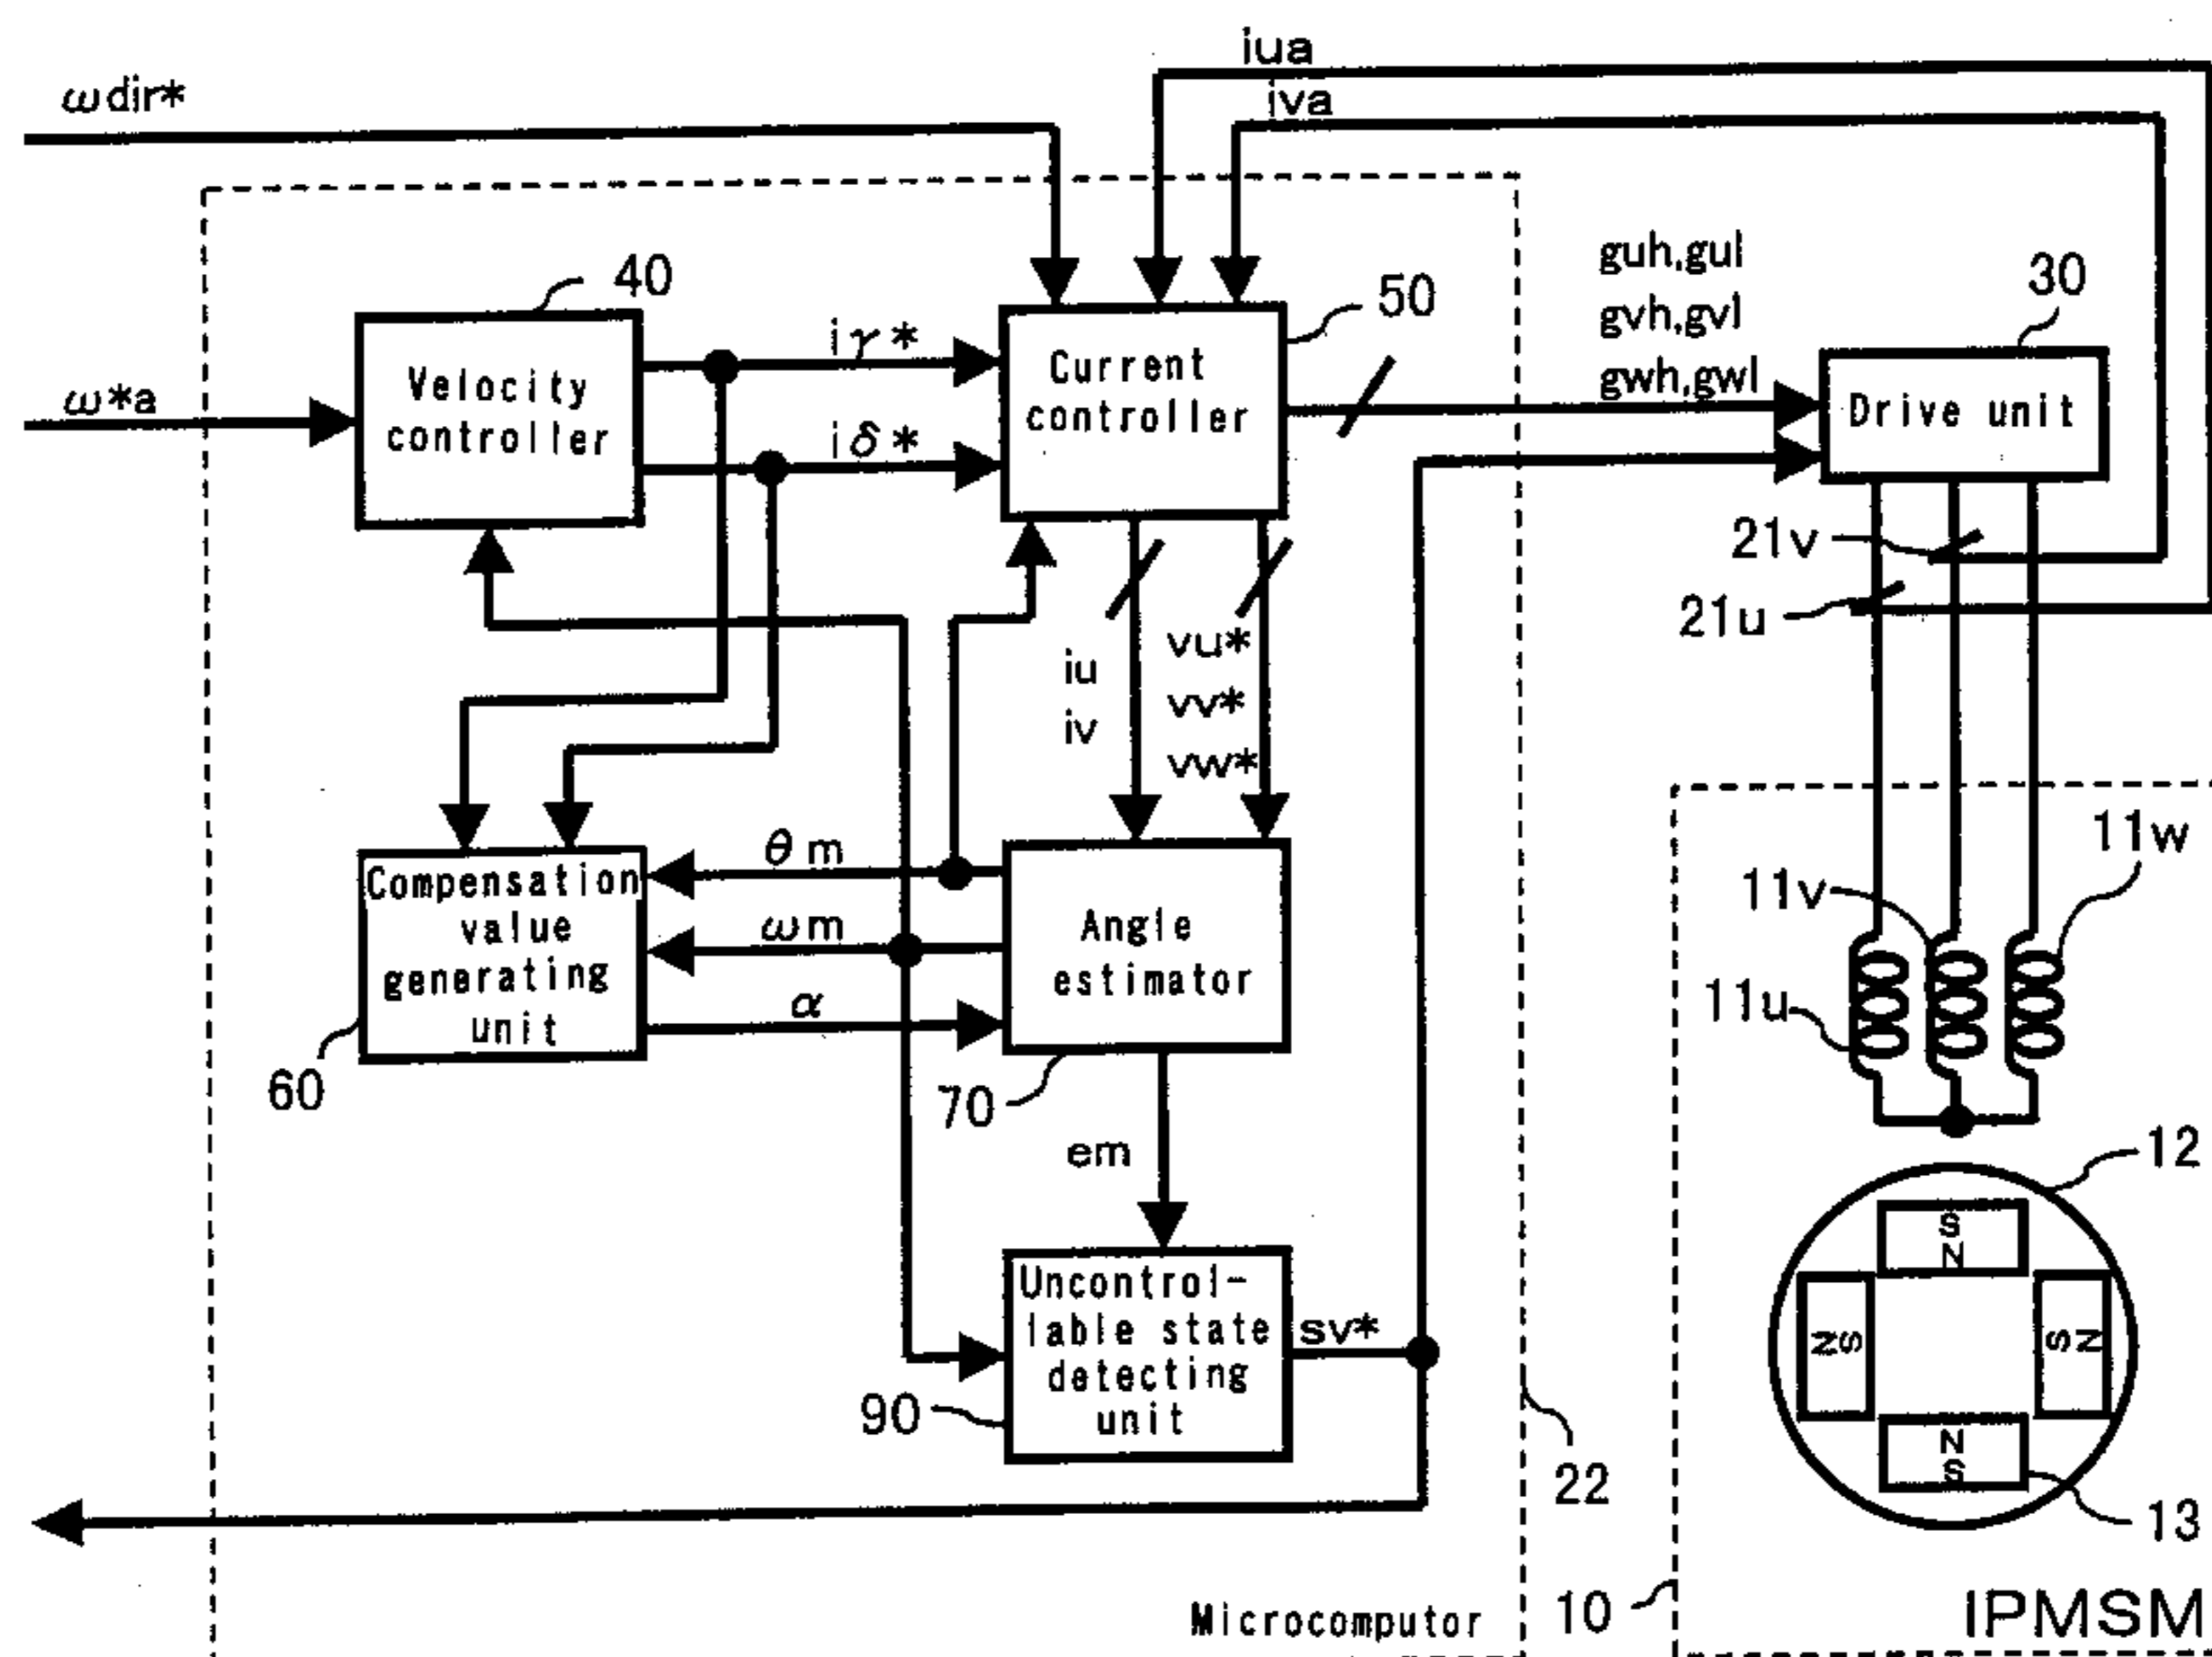 iua
ωdir*
iva
40
50
guh,gul
30
gvh,gvl
gwh,gwl
iγ*
Velocity
controller
Current
controller
Drive unit
ω*a
iδ*
21v
21u
iu
iv
vu*
vv*
vw*
11w
11v
11u
θm
ωm
α
Compensation
value
generating
unit
Angle
estimator
60
70
em
12
S
N
N S
S N
N
S
13
Uncontrol-
lable state
detecting
unit
sv*
90
22
10
Microcomputor
IPMSM